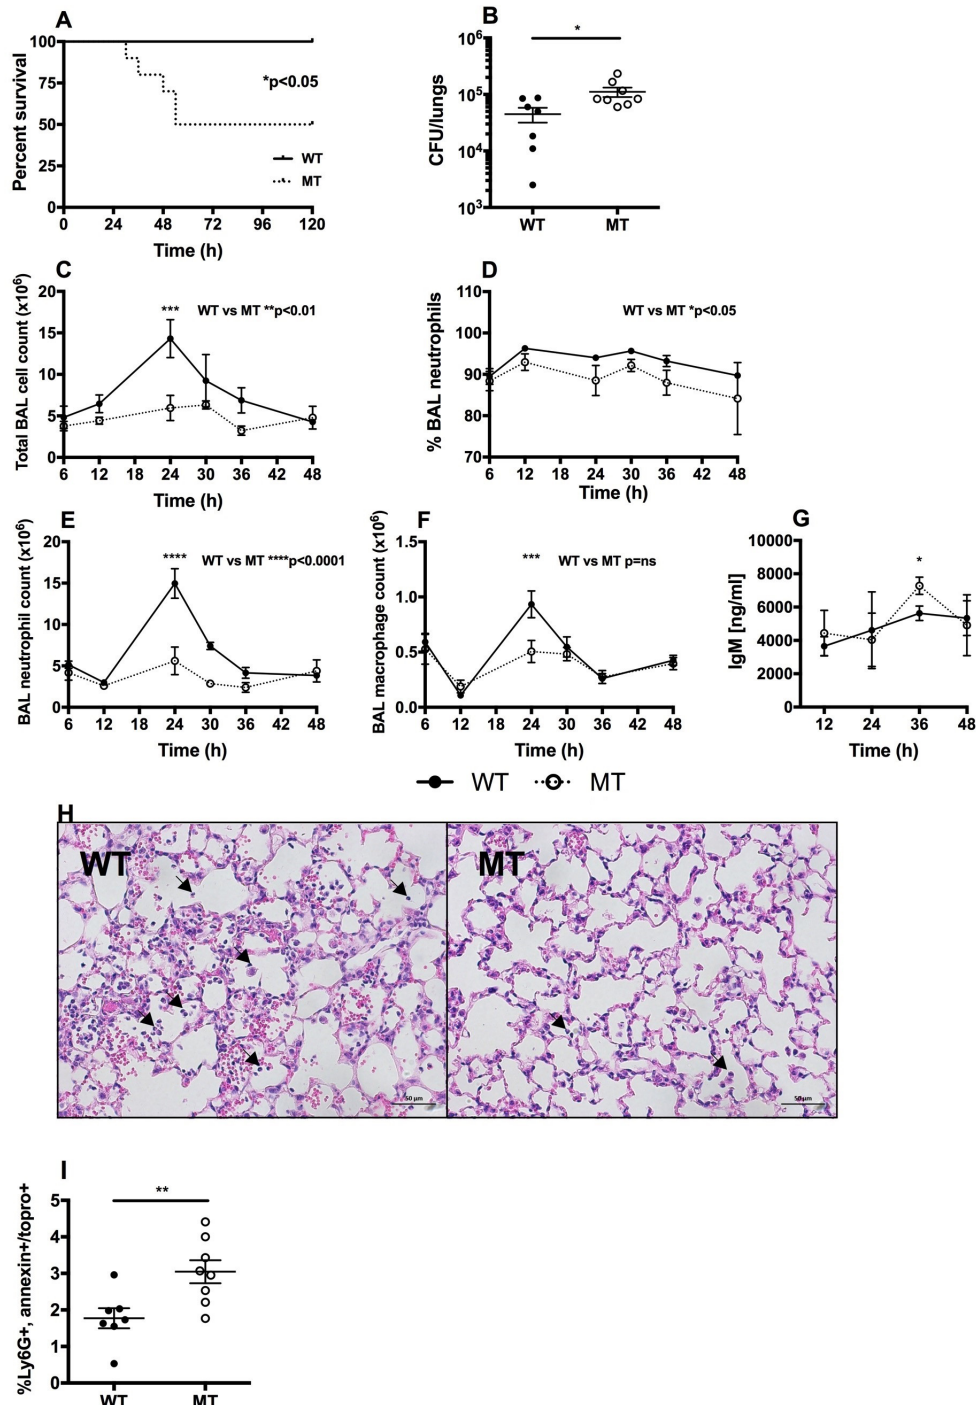 A
Percent survival
100
75
50
25
0
*p<0.05
WT
MT
0 24 48 72 96 120
Time (h)
B
CFU/lungs
*
10⁶
10⁵
10⁴
10³
WT MT
C
Total BAL cell count (x10⁶)
20
15
10
5
0
***
WT vs MT **p<0.01
6 12 18 24 30 36 42 48
Time (h)
D
% BAL neutrophils
110
100
90
80
70
WT vs MT *p<0.05
6 12 18 24 30 36 42 48
Time (h)
E
BAL neutrophil count (x10⁶)
20
15
10
5
0
****
WT vs MT ****p<0.0001
6 12 18 24 30 36 42 48
Time (h)
F
BAL macrophage count (x10⁶)
1.5
1.0
0.5
0.0
***
WT vs MT p=ns
6 12 18 24 30 36 42 48
Time (h)
G
IgM [ng/ml]
10000
8000
6000
4000
2000
0
*
12 24 36 48
Time (h)
WT MT
H
WT
50 µm
MT
50 µm
I
%Ly6G+, annexin+/topro+
5
4
3
2
1
0
**
WT MT